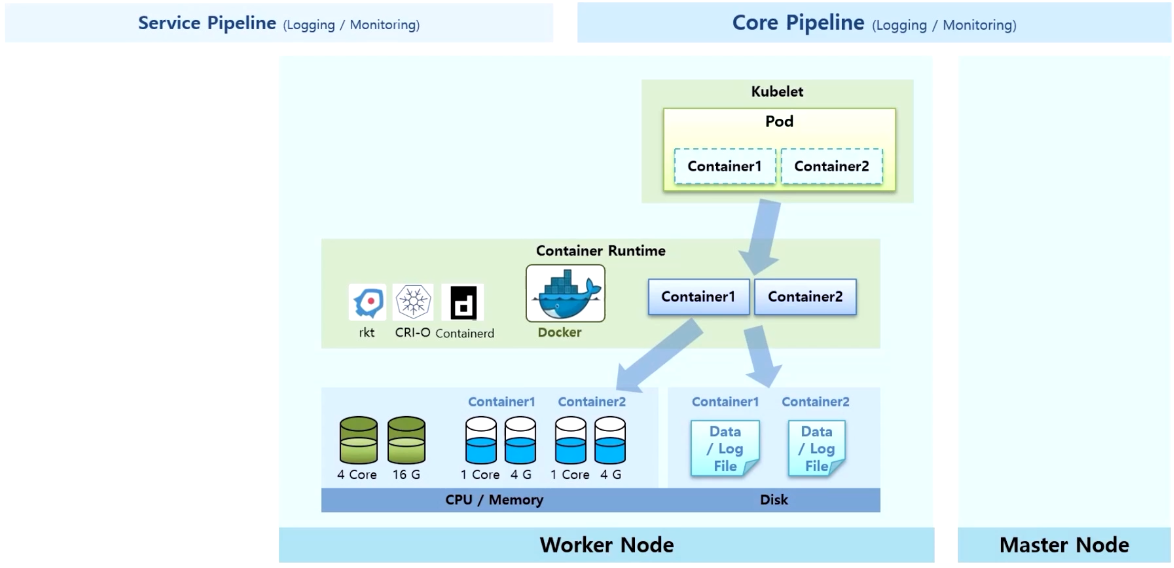 Service Pipeline (Logging / Monitoring)
Core Pipeline (Logging / Monitoring)
Kubelet
Pod
Container1
Container2
Container Runtime
rkt
CRI-O
Containerd
Docker
Container1
Container2
Container1
Container2
4 Core
16 G
1 Core
4 G
1 Core
4 G
CPU / Memory
Container1
Container2
Data
/ Log
File
Data
/ Log
File
Disk
Worker Node
Master Node